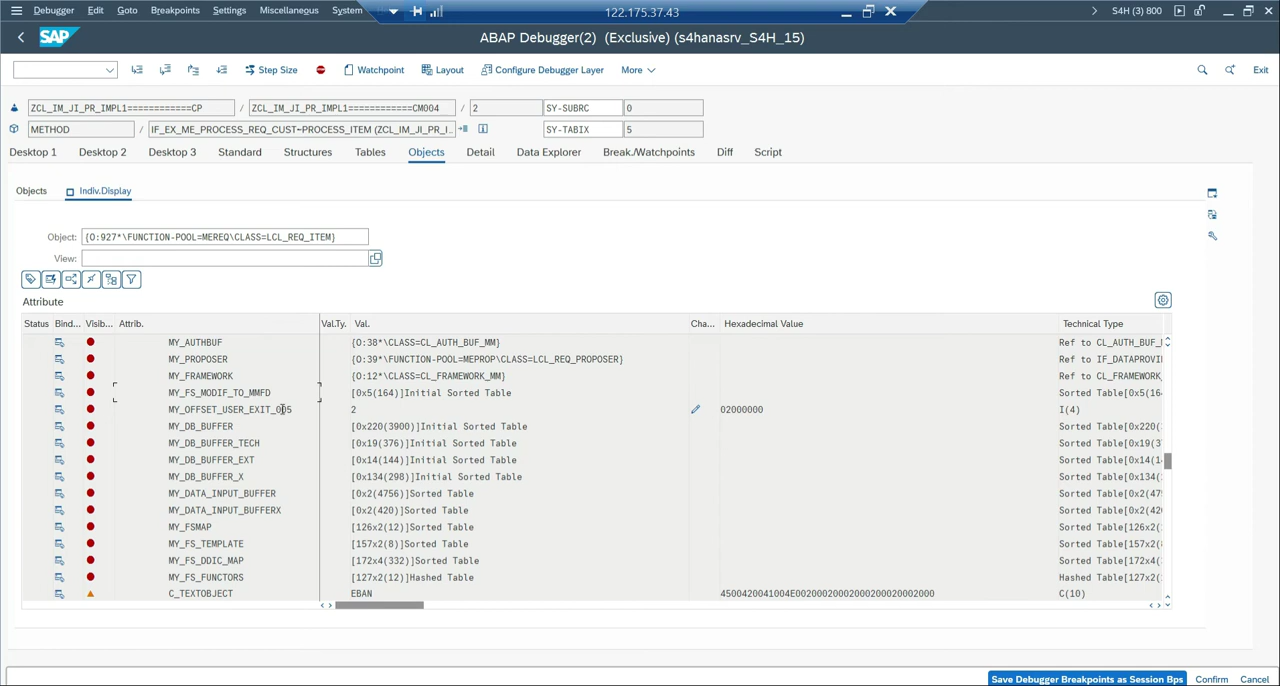 Debugger Edit Goto Breakpoints Settings Miscellaneous System 122.175.37.43 S4H (3) 800
SAP ABAP Debugger(2) (Exclusive) (s4hanasrv_S4H_15)
Step Size Watchpoint Layout Configure Debugger Layer More Exit
ZCL_IM_JI_PR_IMPL1============CP / ZCL_IM_JI_PR_IMPL1============CM004 / 2 SY-SUBRC 0
METHOD / IF_EX_ME_PROCESS_REQ_CUST~PROCESS_ITEM (ZCL_IM_JI_PR_I... SY-TABIX 5
Desktop 1 Desktop 2 Desktop 3 Standard Structures Tables Objects Detail Data Explorer Break./Watchpoints Diff Script
Objects Indiv.Display
Object: {O:927*\FUNCTION-POOL=MEREQ\CLASS=LCL_REQ_ITEM}
View:
Attribute
Status Bind... Visib... Attrib. Val.Ty. Val. Cha... Hexadecimal Value Technical Type
MY_AUTHBUF {O:38*\CLASS=CL_AUTH_BUF_MM} Ref to CL_AUTH_BUF_
MY_PROPOSER {O:39*\FUNCTION-POOL=MEPROP\CLASS=LCL_REQ_PROPOSER} Ref to IF_DATAPROVI
MY_FRAMEWORK {O:12*\CLASS=CL_FRAMEWORK_MM} Ref to CL_FRAMEWORK_
MY_FS_MODIF_TO_MMFD [0x5(164)]Initial Sorted Table Sorted Table[0x5(16
MY_OFFSET_USER_EXIT_005 2 02000000 I(4)
MY_DB_BUFFER [0x220(3900)]Initial Sorted Table Sorted Table[0x220(
MY_DB_BUFFER_TECH [0x19(376)]Initial Sorted Table Sorted Table[0x19(3
MY_DB_BUFFER_EXT [0x14(144)]Initial Sorted Table Sorted Table[0x14(1
MY_DB_BUFFER_X [0x134(298)]Initial Sorted Table Sorted Table[0x134(
MY_DATA_INPUT_BUFFER [0x2(4756)]Sorted Table Sorted Table[0x2(47
MY_DATA_INPUT_BUFFERX [0x2(420)]Sorted Table Sorted Table[0x2(42
MY_FSMAP [126x2(12)]Sorted Table Sorted Table[126x2(
MY_FS_TEMPLATE [157x2(8)]Sorted Table Sorted Table[157x2(
MY_FS_DDIC_MAP [172x4(332)]Sorted Table Sorted Table[172x4(
MY_FS_FUNCTORS [127x2(12)]Hashed Table Hashed Table[127x2(
C_TEXTOBJECT EBAN 4500420041004E002000200020002000200020002000 C(10)
Save Debugger Breakpoints as Session Bps Confirm Cancel